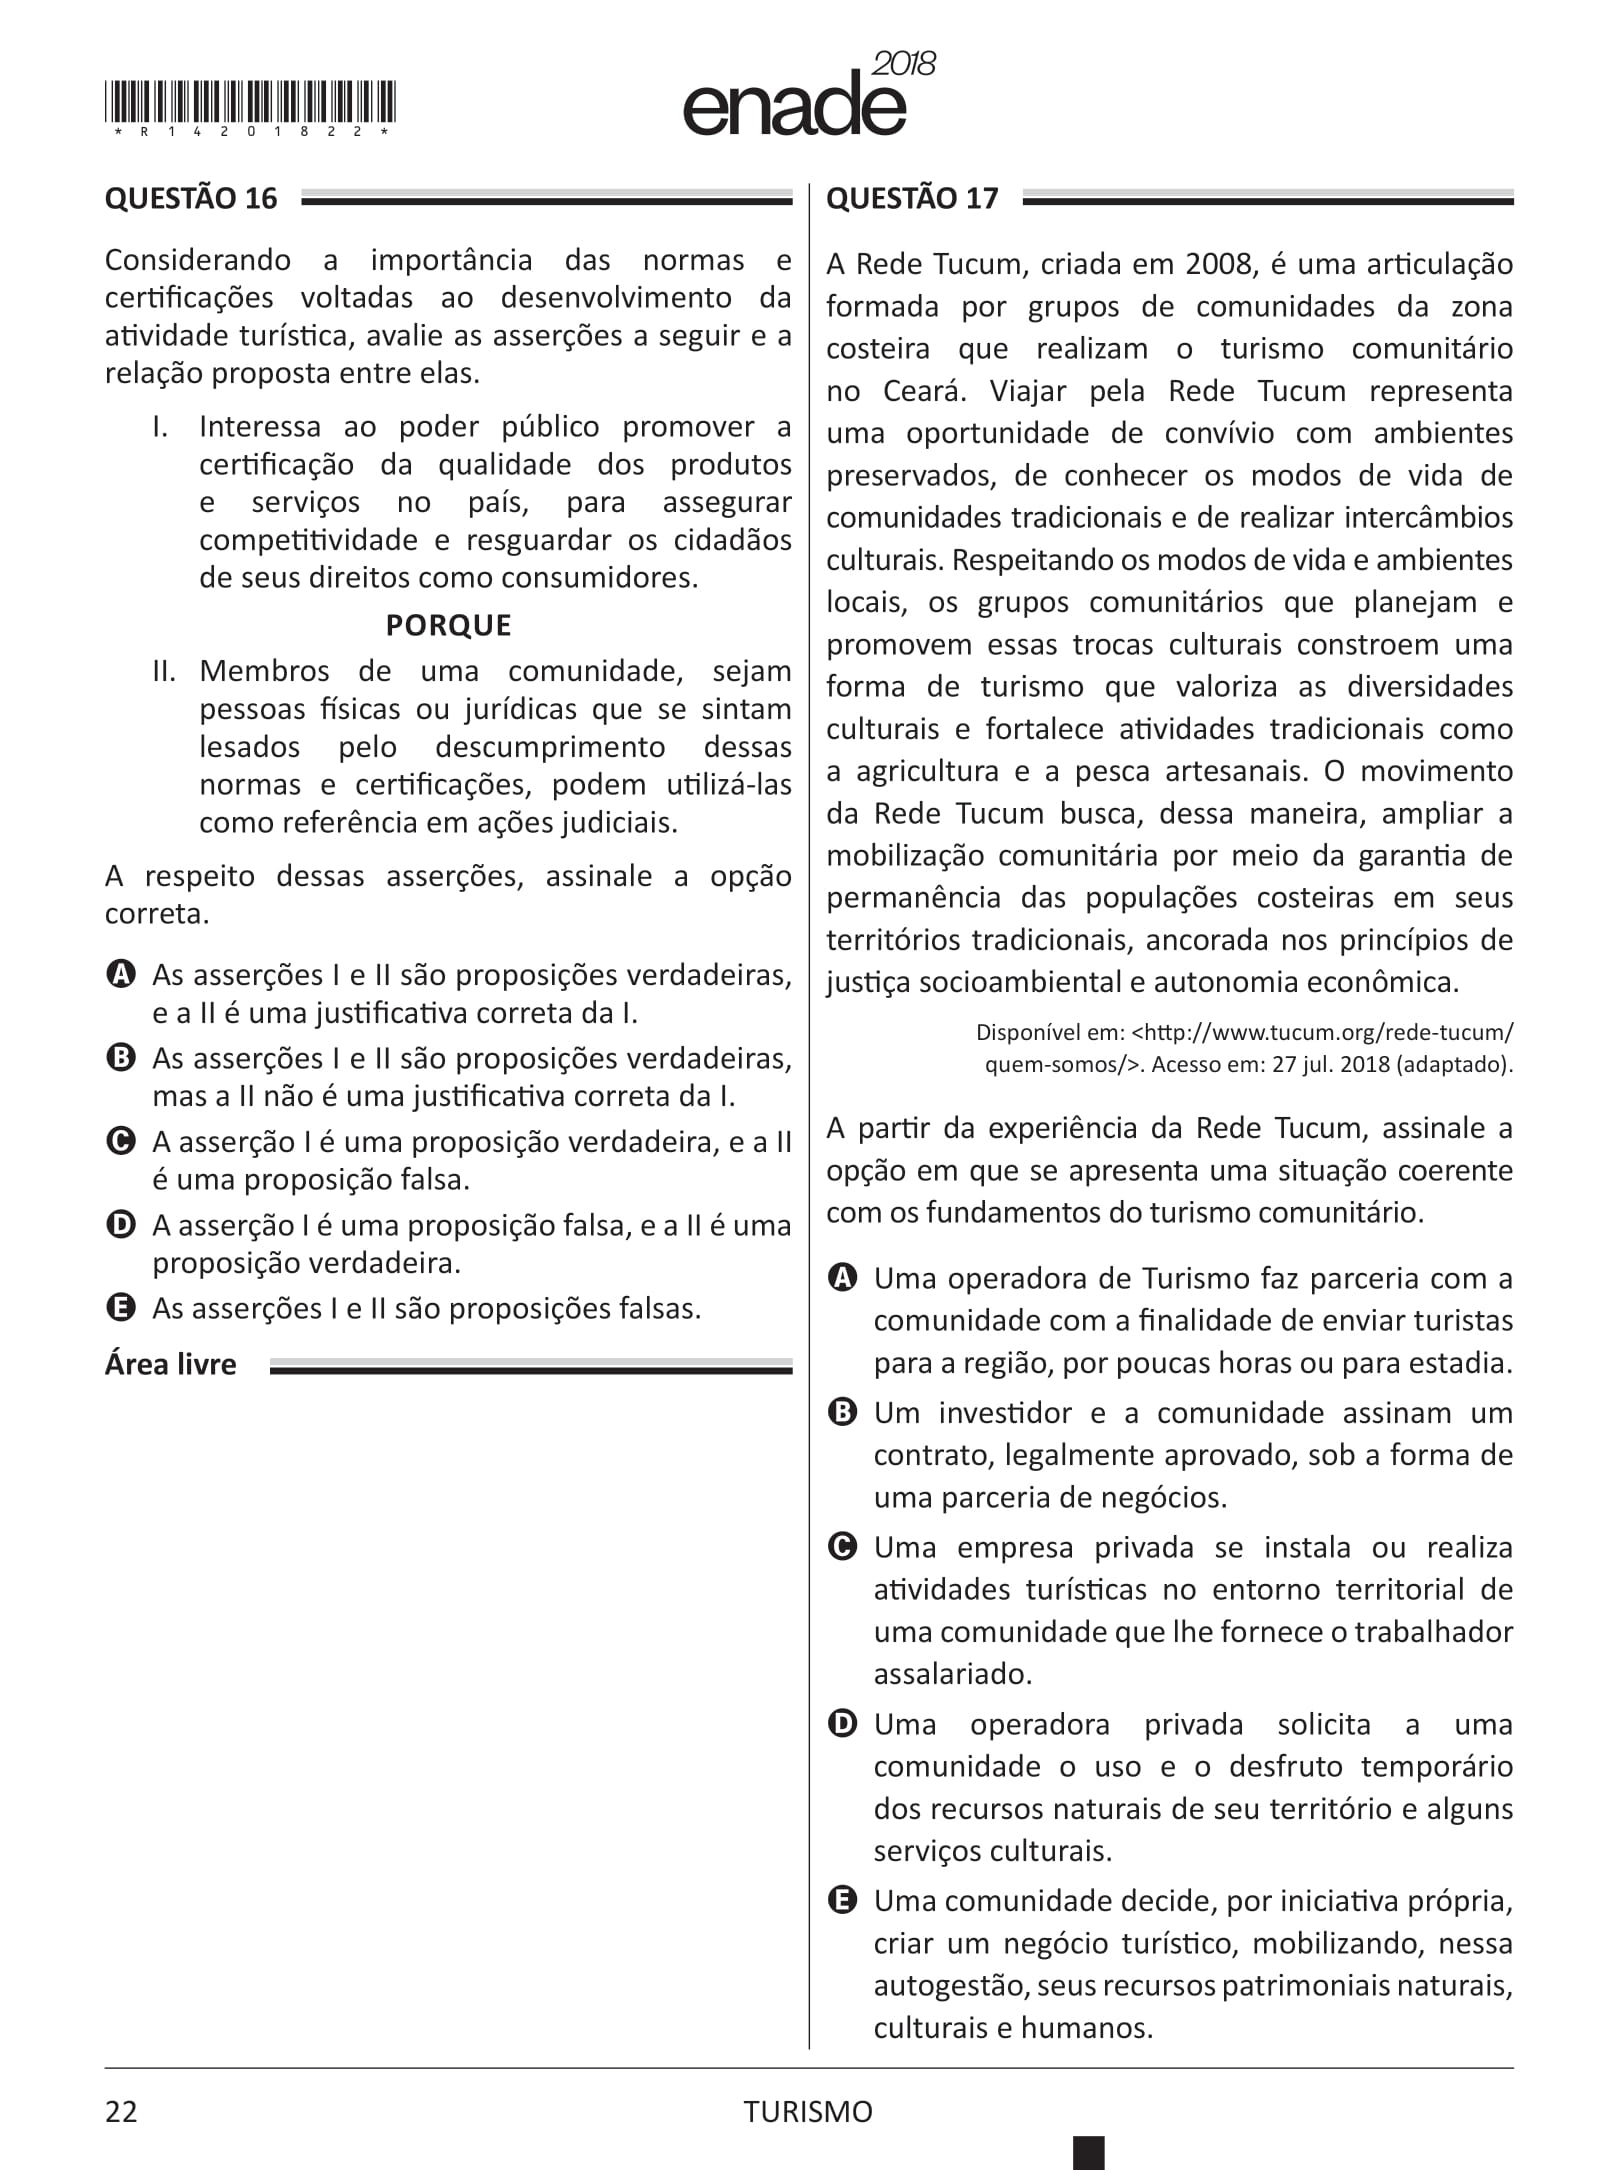 *R14201822*
enade 2018
QUESTÃO 16
Considerando a importância das normas e
certificações voltadas ao desenvolvimento da
atividade turística, avalie as asserções a seguir e a
relação proposta entre elas.
I. Interessa ao poder público promover a
certificação da qualidade dos produtos
e serviços no país, para assegurar
competitividade e resguardar os cidadãos
de seus direitos como consumidores.
PORQUE
II. Membros de uma comunidade, sejam
pessoas físicas ou jurídicas que se sintam
lesados pelo descumprimento dessas
normas e certificações, podem utilizá-las
como referência em ações judiciais.
A respeito dessas asserções, assinale a opção
correta.
A As asserções I e II são proposições verdadeiras,
e a II é uma justificativa correta da I.
B As asserções I e II são proposições verdadeiras,
mas a II não é uma justificativa correta da I.
C A asserção I é uma proposição verdadeira, e a II
é uma proposição falsa.
D A asserção I é uma proposição falsa, e a II é uma
proposição verdadeira.
E As asserções I e II são proposições falsas.
Área livre
QUESTÃO 17
A Rede Tucum, criada em 2008, é uma articulação
formada por grupos de comunidades da zona
costeira que realizam o turismo comunitário
no Ceará. Viajar pela Rede Tucum representa
uma oportunidade de convívio com ambientes
preservados, de conhecer os modos de vida de
comunidades tradicionais e de realizar intercâmbios
culturais. Respeitando os modos de vida e ambientes
locais, os grupos comunitários que planejam e
promovem essas trocas culturais constroem uma
forma de turismo que valoriza as diversidades
culturais e fortalece atividades tradicionais como
a agricultura e a pesca artesanais. O movimento
da Rede Tucum busca, dessa maneira, ampliar a
mobilização comunitária por meio da garantia de
permanência das populações costeiras em seus
territórios tradicionais, ancorada nos princípios de
justiça socioambiental e autonomia econômica.
Disponível em: <http://www.tucum.org/rede-tucum/
quem-somos/>. Acesso em: 27 jul. 2018 (adaptado).
A partir da experiência da Rede Tucum, assinale a
opção em que se apresenta uma situação coerente
com os fundamentos do turismo comunitário.
A Uma operadora de Turismo faz parceria com a
comunidade com a finalidade de enviar turistas
para a região, por poucas horas ou para estadia.
B Um investidor e a comunidade assinam um
contrato, legalmente aprovado, sob a forma de
uma parceria de negócios.
C Uma empresa privada se instala ou realiza
atividades turísticas no entorno territorial de
uma comunidade que lhe fornece o trabalhador
assalariado.
D Uma operadora privada solicita a uma
comunidade o uso e o desfruto temporário
dos recursos naturais de seu território e alguns
serviços culturais.
E Uma comunidade decide, por iniciativa própria,
criar um negócio turístico, mobilizando, nessa
autogestão, seus recursos patrimoniais naturais,
culturais e humanos.
22
TURISMO